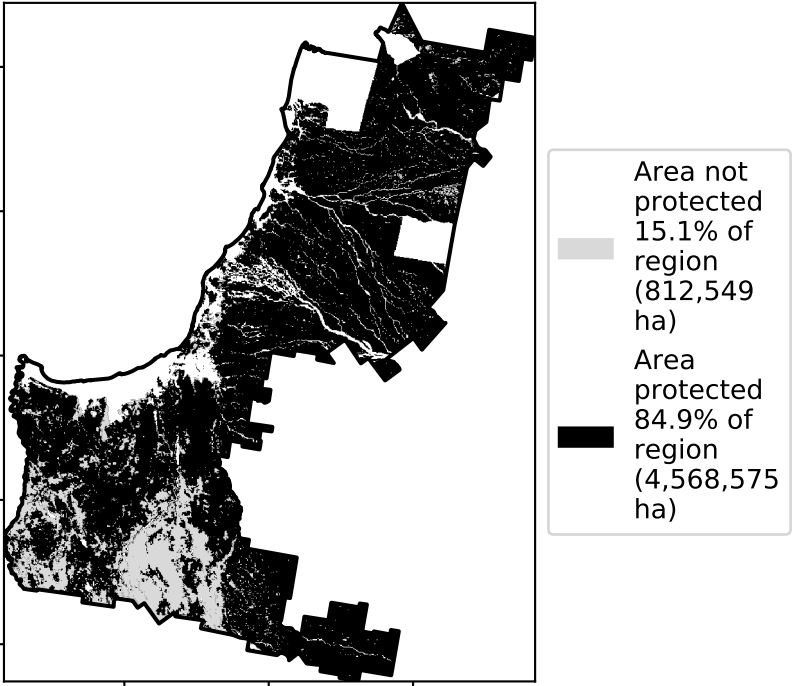 Area not
protected
15.1% of
region
(812,549
ha)
Area
protected
84.9% of
region
(4,568,575
ha)